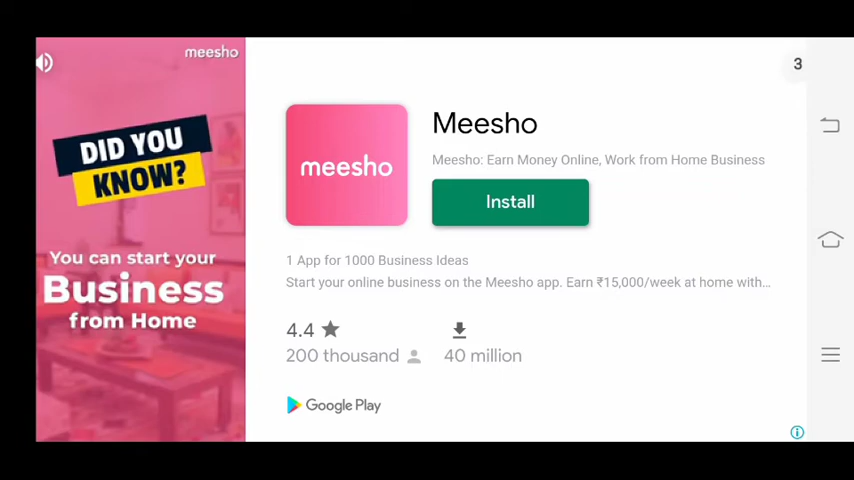 meesho
DID YOU
KNOW?
You can start your
Business
from Home
3
meesho
Meesho
Meesho: Earn Money Online, Work from Home Business
Install
1 App for 1000 Business Ideas
Start your online business on the Meesho app. Earn ₹15,000/week at home with...
4.4
200 thousand
40 million
Google Play